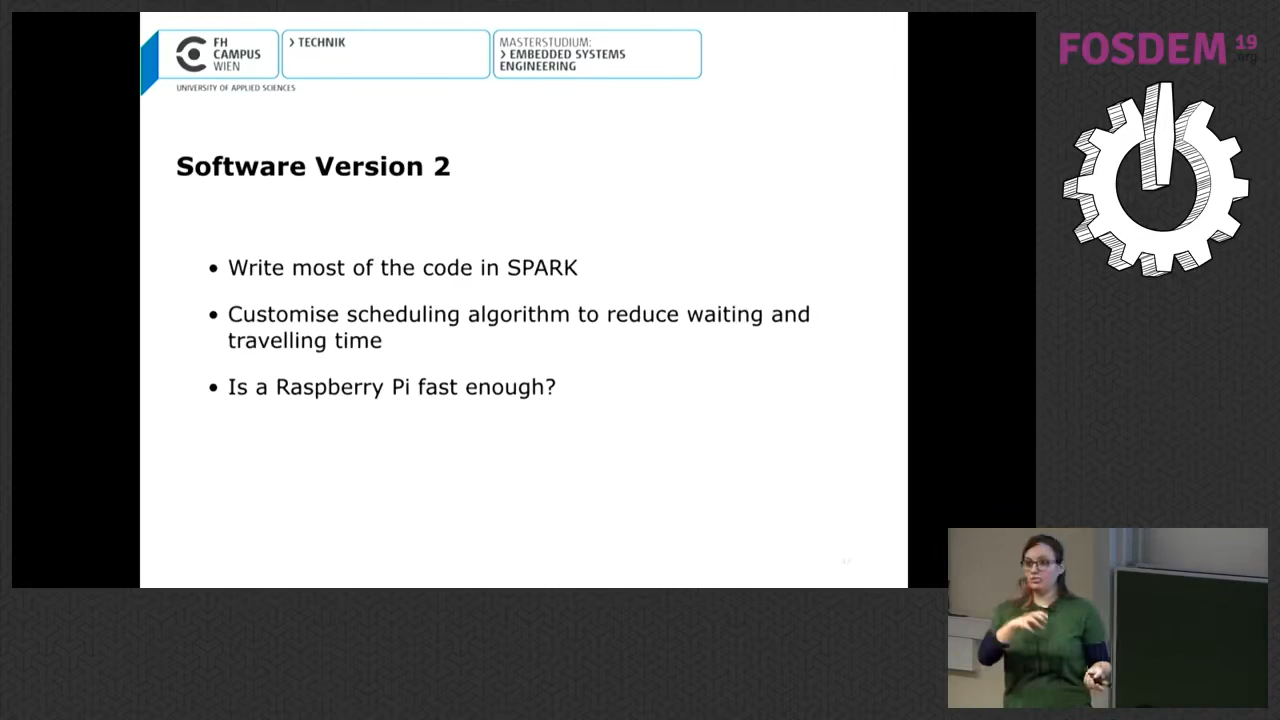 FH
CAMPUS
WIEN
> TECHNIK
MASTERSTUDIUM:
> EMBEDDED SYSTEMS
ENGINEERING
UNIVERSITY OF APPLIED SCIENCES
FOSDEM 19
.org
Software Version 2
• Write most of the code in SPARK
• Customise scheduling algorithm to reduce waiting and
travelling time
• Is a Raspberry Pi fast enough?